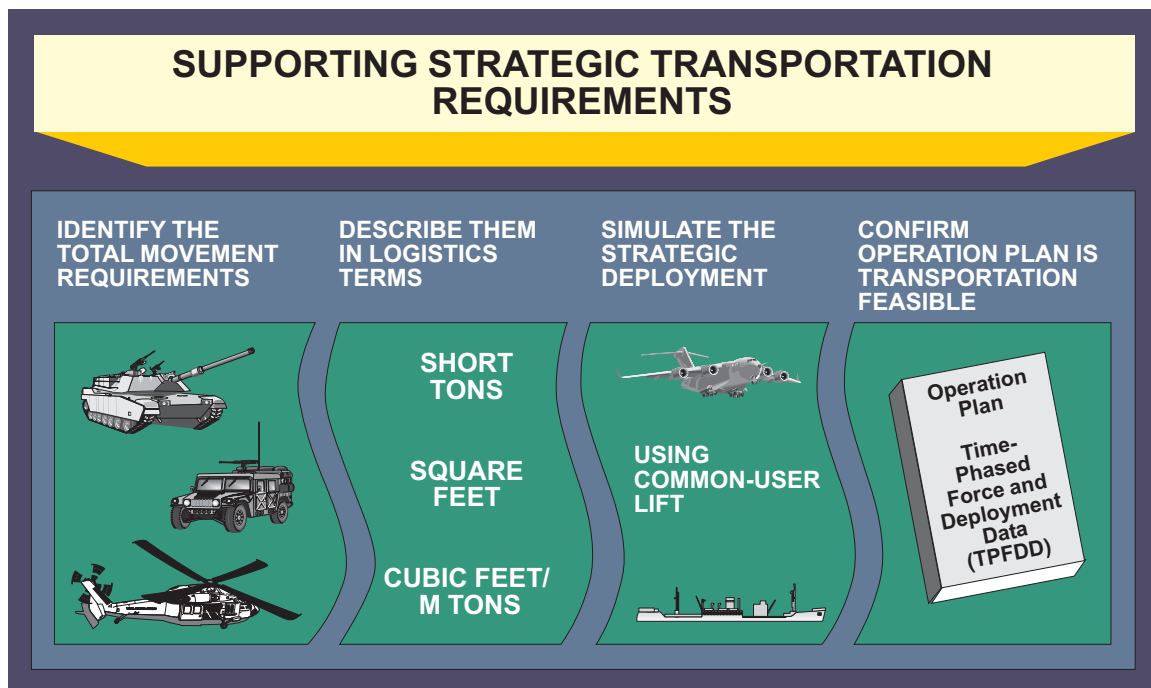 SUPPORTING STRATEGIC TRANSPORTATION
REQUIREMENTS
IDENTIFY THE
TOTAL MOVEMENT
REQUIREMENTS
DESCRIBE THEM
IN LOGISTICS
TERMS
SIMULATE THE
STRATEGIC
DEPLOYMENT
CONFIRM
OPERATION PLAN IS
TRANSPORTATION
FEASIBLE
SHORT
TONS
SQUARE
FEET
CUBIC FEET/
M TONS
USING
COMMON-USER
LIFT
Operation
Plan
Time-
Phased
Force and
Deployment
Data
(TPFDD)